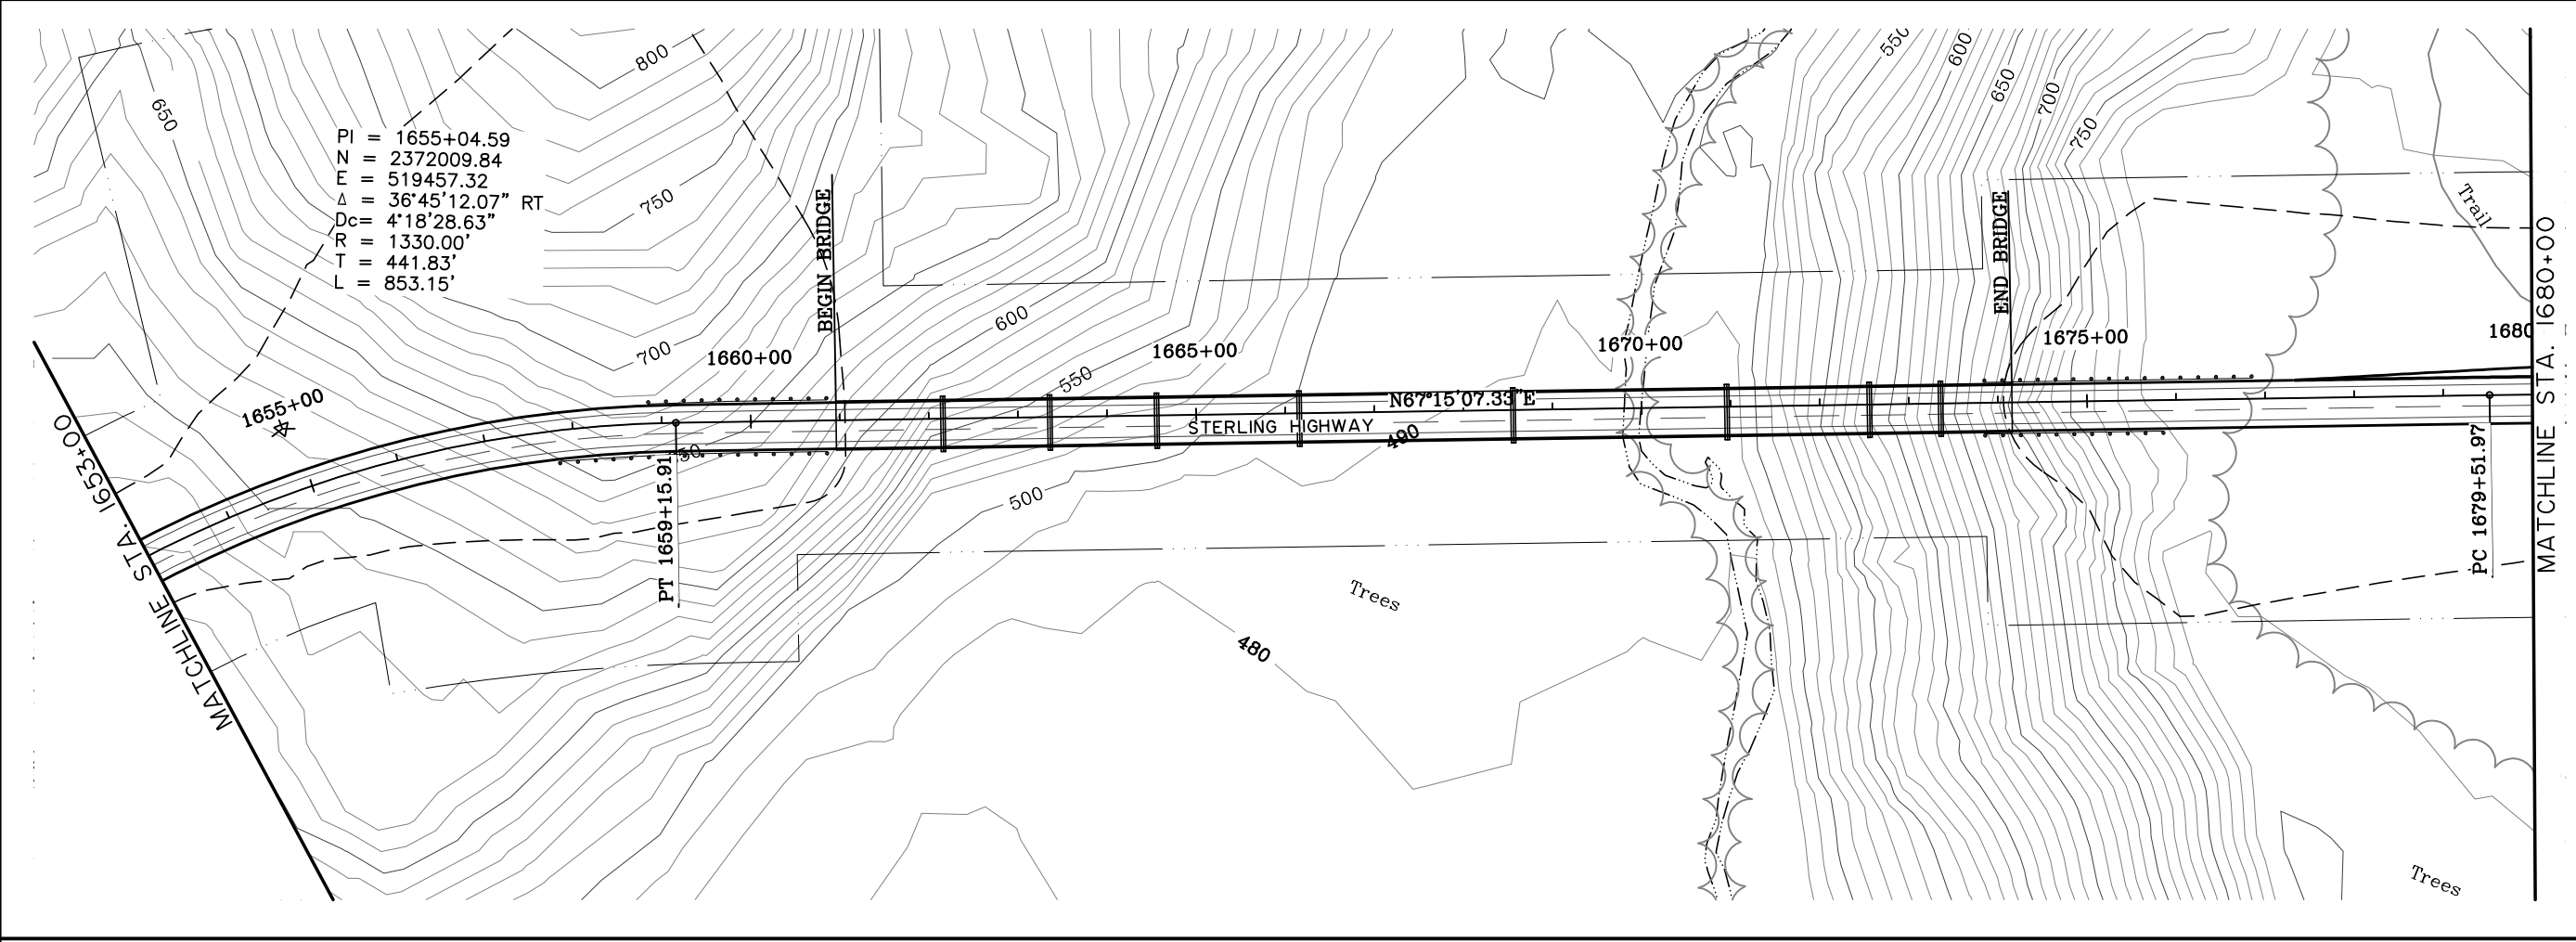 800
650
550
600
650
700
750
PI = 1655+04.59
N = 2372009.84
E = 519457.32
Δ = 36°45'12.07" RT
Dc= 4°18'28.63"
R = 1330.00'
T = 441.83'
L = 853.15'
750
BEGIN BRIDGE
END BRIDGE
Trail
600
700
1660+00
1665+00
1670+00
1675+00
1680
550
1655+00
N67°15'07.33"E
STERLING HIGHWAY
490
50
500
PT 1659+15.91
PC 1679+51.97
MATCHLINE STA. 1653+00
MATCHLINE STA. 1680+00
Trees
480
Trees